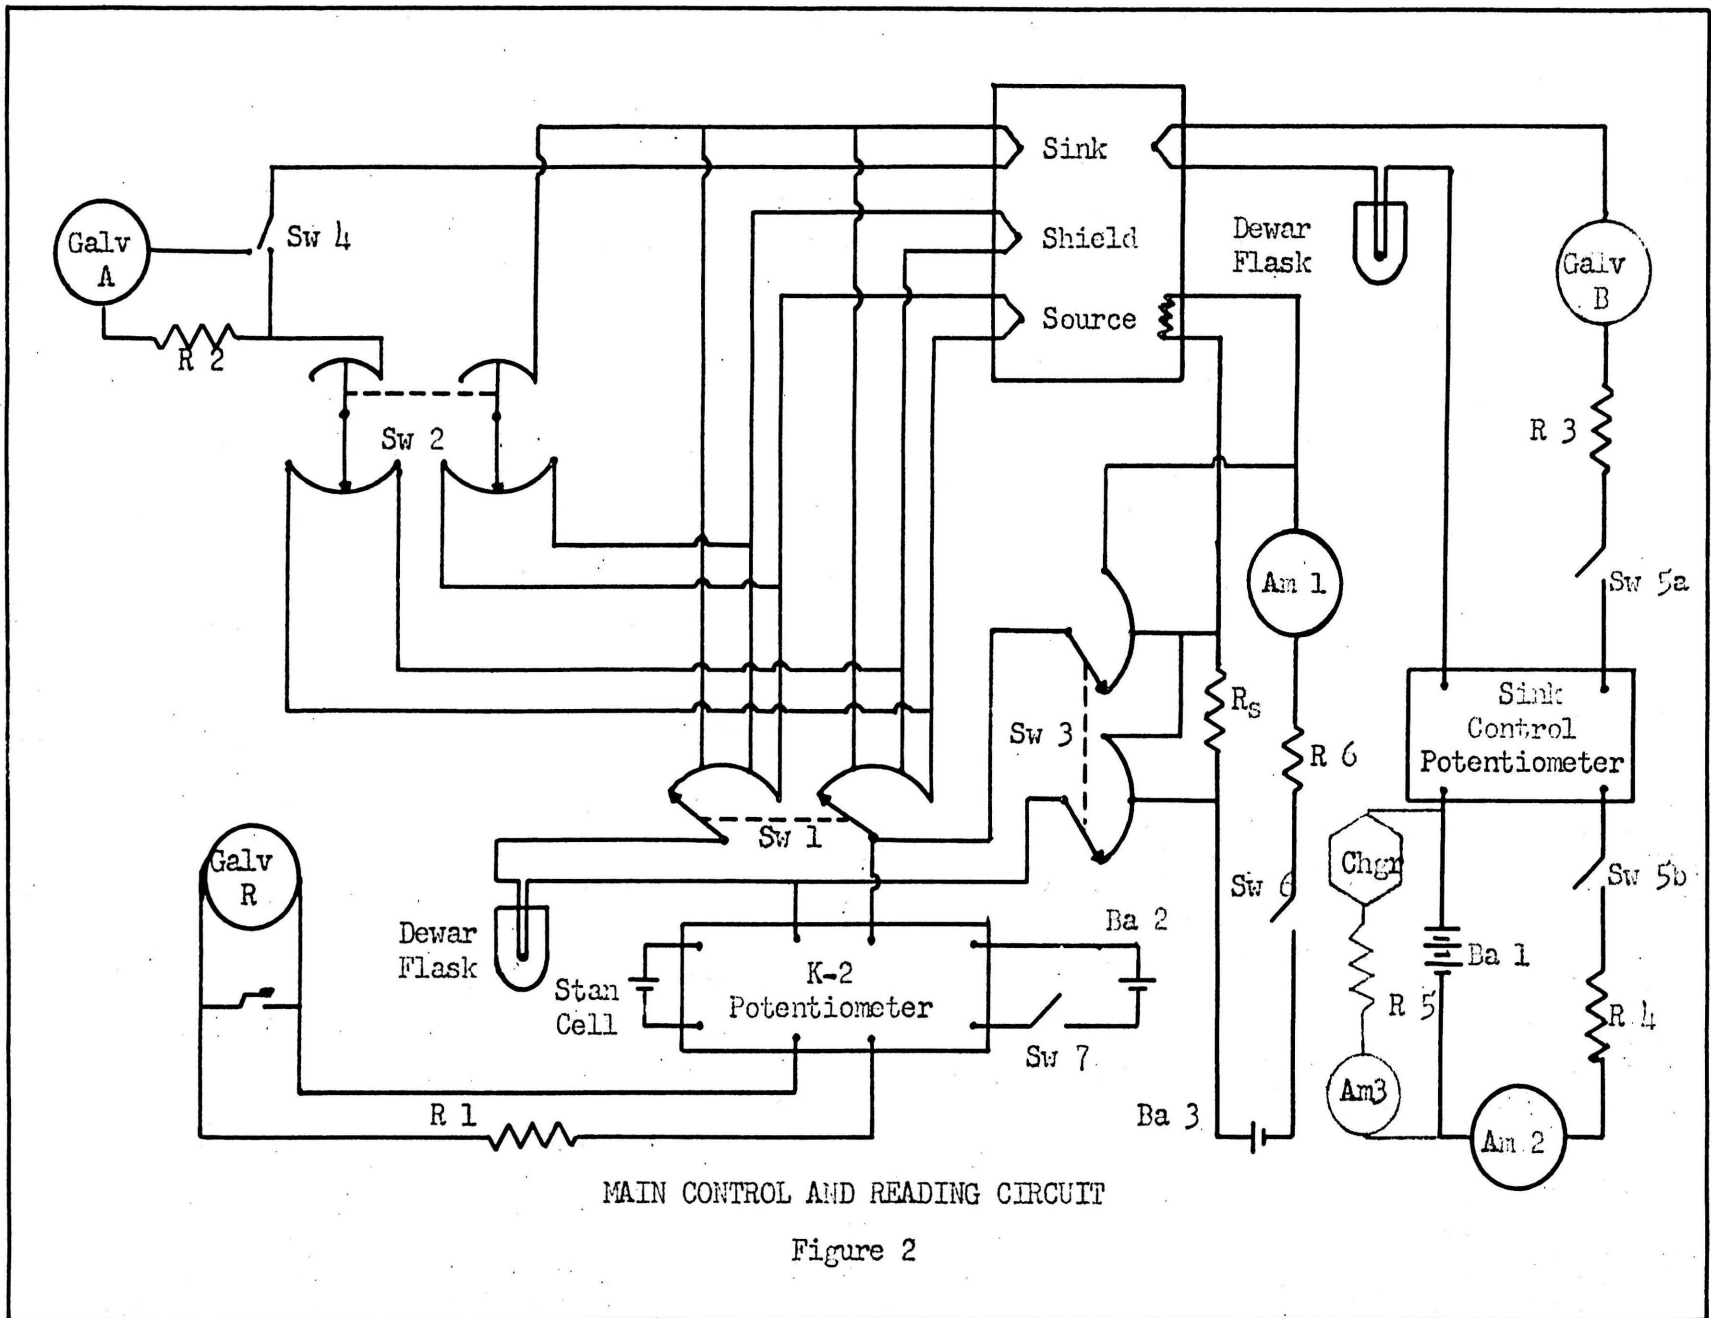 Sink
Shield
Source
Galv
A
Sw 4
R 2
Sw 2
Dewar
Flask
Galv
B
R 3
Sw 5a
Am 1
Rs
Sw 3
R 6
Sink
Control
Potentiometer
Sw 1
Galv
R
Chgr
Sw 6
Sw 5b
Dewar
Flask
Ba 2
Ba 1
Stan
Cell
K-2
Potentiometer
Sw 7
R 5
R 4
Am3
R 1
Ba 3
Am 2
MAIN CONTROL AND READING CIRCUIT
Figure 2